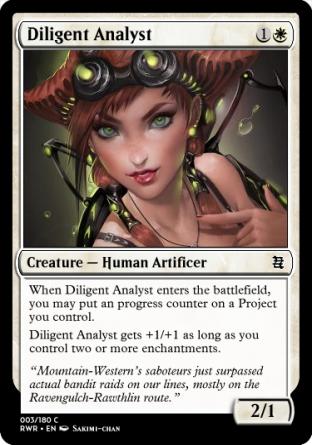 Diligent Analyst 1
Creature — Human Artificer
When Diligent Analyst enters the battlefield,
you may put an progress counter on a Project
you control.
Diligent Analyst gets +1/+1 as long as you
control two or more enchantments.
“Mountain-Western’s saboteurs just surpassed
actual bandit raids on our lines, mostly on the
Ravengulch-Rawthlin route.”
2/1
003/180 C
RWR • EN Sakimi-chan